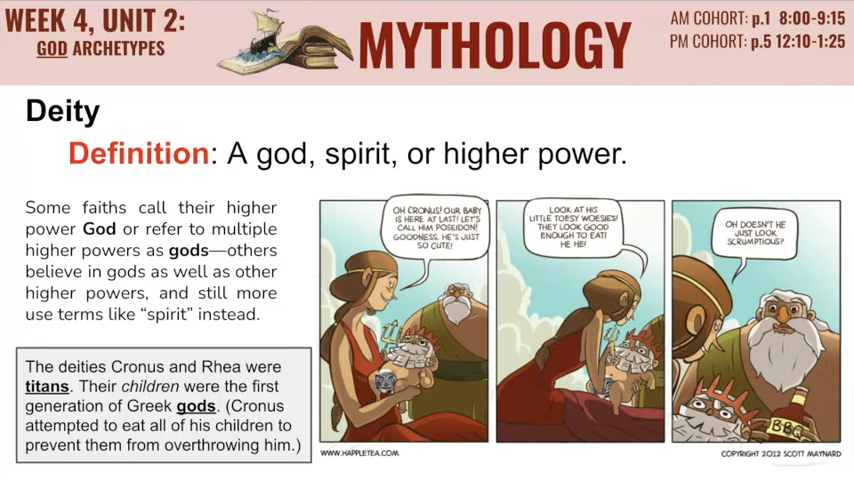 WEEK 4, UNIT 2:
GOD ARCHETYPES
MYTHOLOGY
AM COHORT: p.1 8:00-9:15
PM COHORT: p.5 12:10-1:25
Deity
Definition: A god, spirit, or higher power.
Some faiths call their higher
power God or refer to multiple
higher powers as gods—others
believe in gods as well as other
higher powers, and still more
use terms like “spirit” instead.
The deities Cronus and Rhea were
titans. Their children were the first
generation of Greek gods. (Cronus
attempted to eat all of his children to
prevent them from overthrowing him.)
OH CRONUS! OUR BABY
IS HERE AT LAST! LET'S
CALL HIM POSEIDON!
GOODNESS, HE'S JUST
SO CUTE!
LOOK AT HIS
LITTLE TOESY WOESIES!
THEY LOOK GOOD
ENOUGH TO EAT!
HE HE!
OH DOESN'T HE
JUST LOOK
SCRUMPTIOUS?
BBQ
WWW.HAPPLETEA.COM
COPYRIGHT 2012 SCOTT MAYNARD